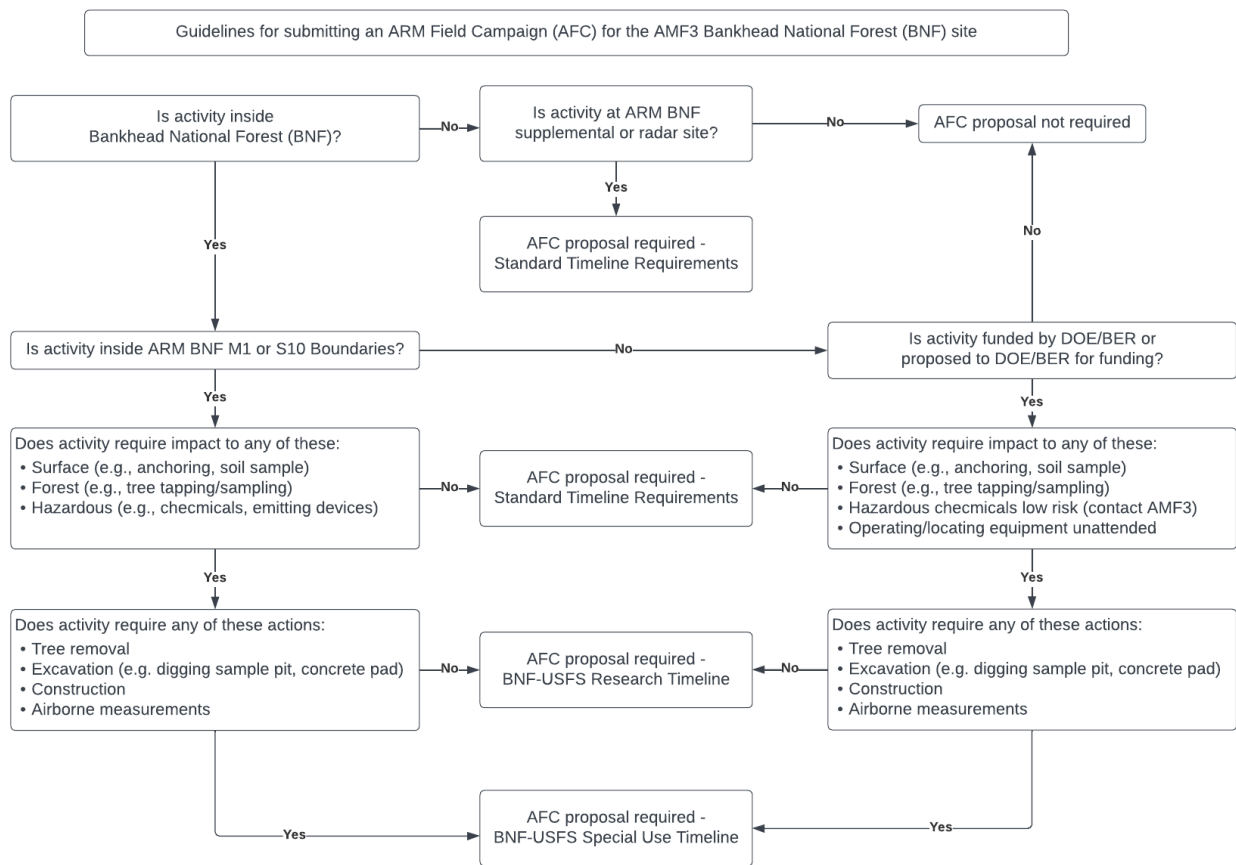 Guidelines for submitting an ARM Field Campaign (AFC) for the AMF3 Bankhead National Forest (BNF) site
Is activity inside
Bankhead National Forest (BNF)?
No
Is activity at ARM BNF
supplemental or radar site?
No
AFC proposal not required
Yes
AFC proposal required -
Standard Timeline Requirements
Yes
No
Is activity inside ARM BNF M1 or S10 Boundaries?
No
Is activity funded by DOE/BER or
proposed to DOE/BER for funding?
Yes
Yes
Does activity require impact to any of these:
• Surface (e.g., anchoring, soil sample)
• Forest (e.g., tree tapping/sampling)
• Hazardous (e.g., checmicals, emitting devices)
No
AFC proposal required -
Standard Timeline Requirements
No
Does activity require impact to any of these:
• Surface (e.g., anchoring, soil sample)
• Forest (e.g., tree tapping/sampling)
• Hazardous checmicals low risk (contact AMF3)
• Operating/locating equipment unattended
Yes
Yes
Does activity require any of these actions:
• Tree removal
• Excavation (e.g. digging sample pit, concrete pad)
• Construction
• Airborne measurements
No
AFC proposal required -
BNF-USFS Research Timeline
No
Does activity require any of these actions:
• Tree removal
• Excavation (e.g. digging sample pit, concrete pad)
• Construction
• Airborne measurements
Yes
AFC proposal required -
BNF-USFS Special Use Timeline
Yes